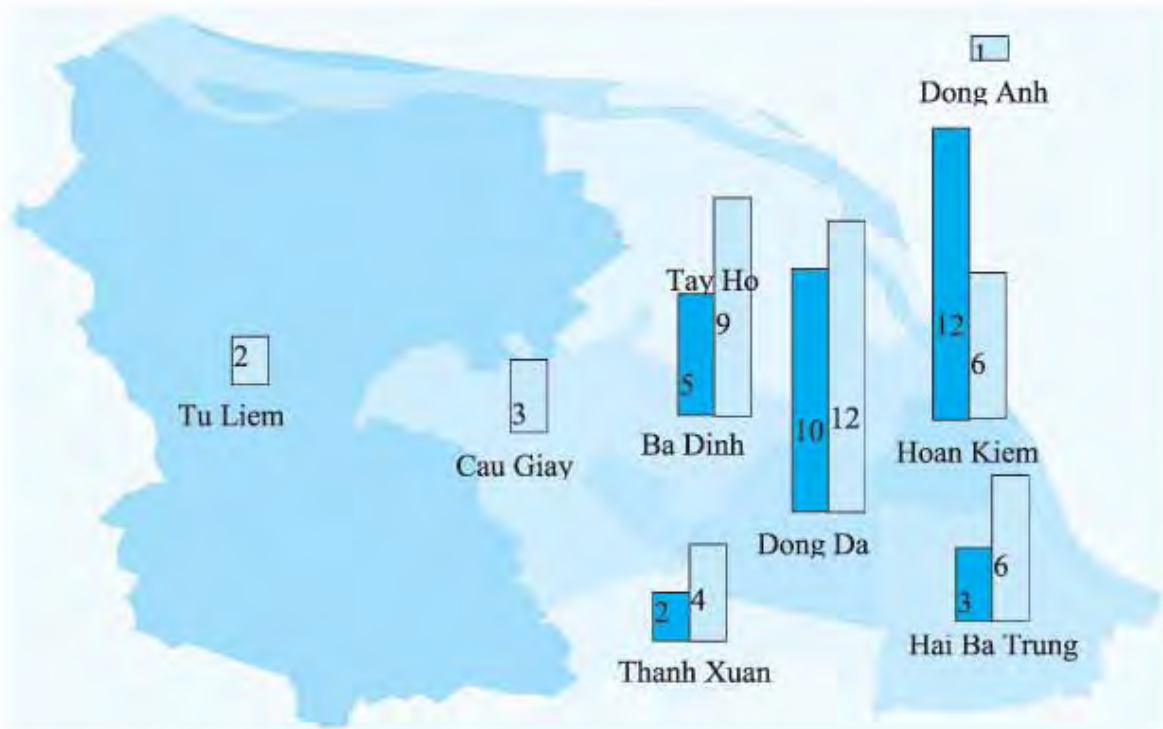 1
Dong Anh
Tay Ho
9
5
Ba Dinh
12
6
Hoan Kiem
2
Tu Liem
3
Cau Giay
10
12
Dong Da
2
4
Thanh Xuan
3
6
Hai Ba Trung